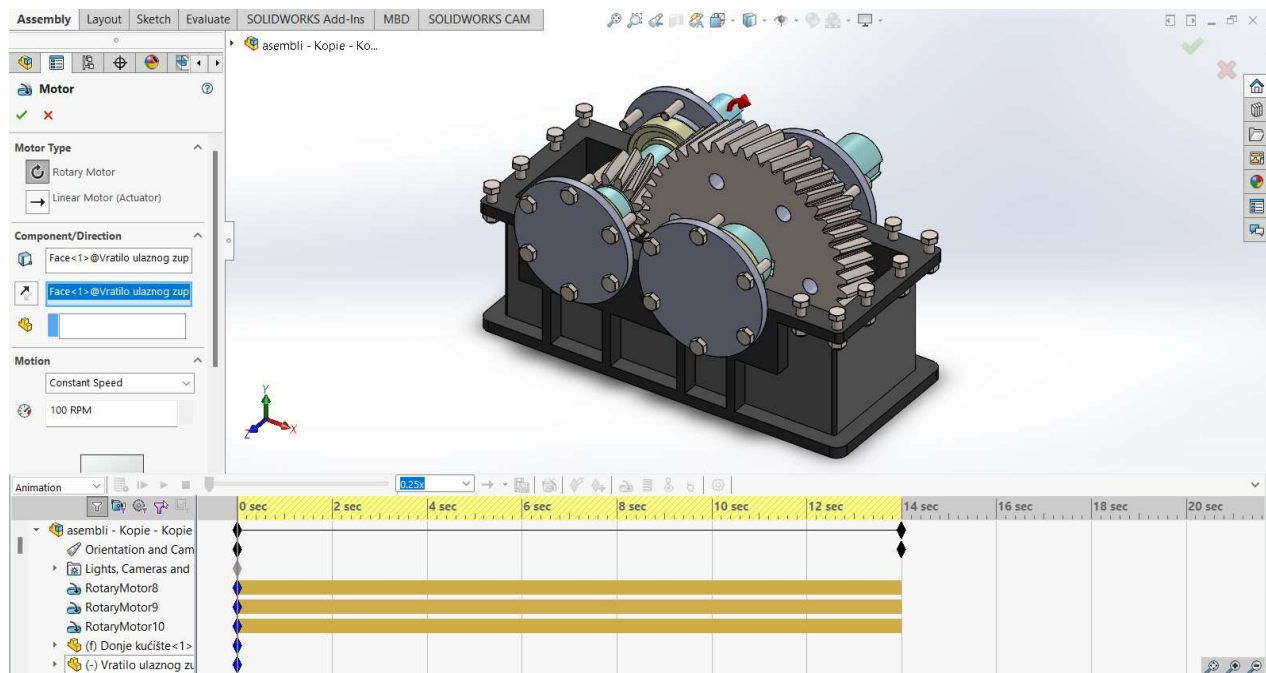 Assembly Layout Sketch Evaluate SOLIDWORKS Add-Ins MBD SOLIDWORKS CAM
asembli - Kopie - Ko...
Motor
Motor Type
Rotary Motor
Linear Motor (Actuator)
Component/Direction
Face<1>@Vratilo ulaznog zup
Face<1>@Vratilo ulaznog zup
Motion
Constant Speed
100 RPM
Y
Z X
Animation 0.25x
0 sec 2 sec 4 sec 6 sec 8 sec 10 sec 12 sec 14 sec 16 sec 18 sec 20 sec
asembli - Kopie - Kopie
Orientation and Cam
Lights, Cameras and
RotaryMotor8
RotaryMotor9
RotaryMotor10
(f) Donje kućište<1>
(-) Vratilo ulaznog zu